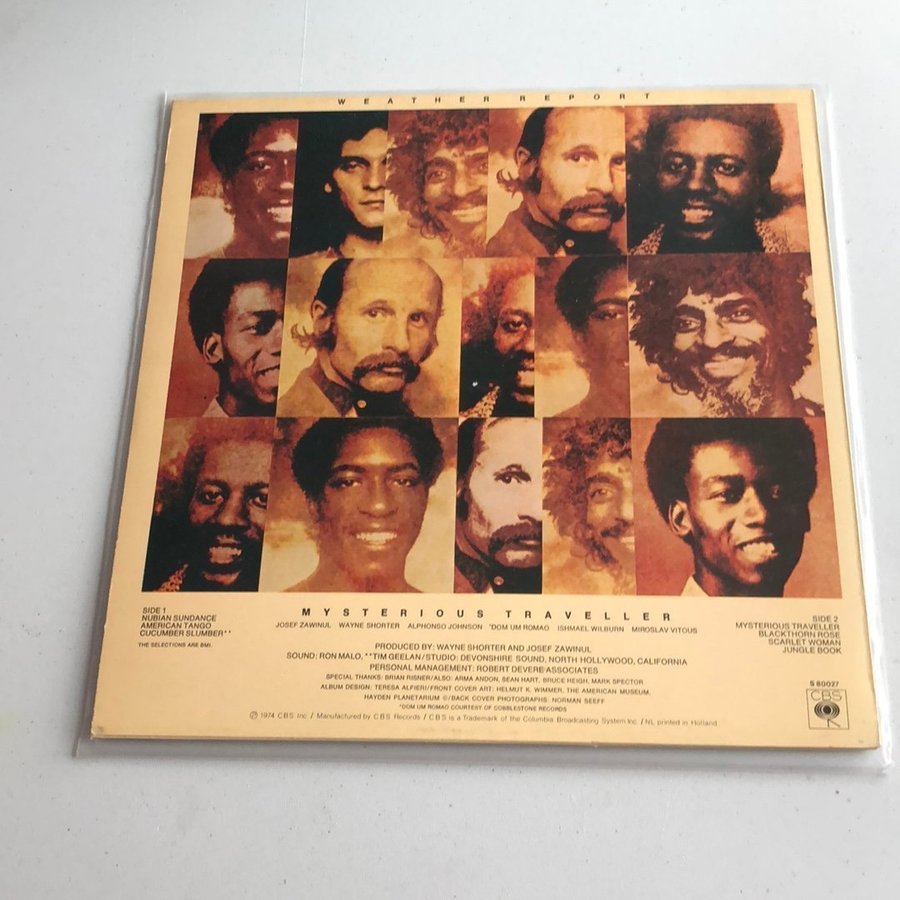 WEATHER REPORT
MYSTERIOUS TRAVELLER
JOSEF ZAWINUL WAYNE SHORTER ALPHONSO JOHNSON *DOM UM ROMAO ISHMAEL WILBURN MIROSLAV VITOUS
SIDE 1
NUBIAN SUNDANCE
AMERICAN TANGO
CUCUMBER SLUMBER**
THE SELECTIONS ARE BMI.
SIDE 2
MYSTERIOUS TRAVELLER
BLACKTHORN ROSE
SCARLET WOMAN
JUNGLE BOOK
PRODUCED BY: WAYNE SHORTER AND JOSEF ZAWINUL
SOUND: RON MALO, **TIM GEELAN/STUDIO: DEVONSHIRE SOUND, NORTH HOLLYWOOD, CALIFORNIA
PERSONAL MANAGEMENT: ROBERT DEVERE ASSOCIATES
SPECIAL THANKS: BRIAN RISNER/ALSO: ARMA ANDON, SEAN HART, BRUCE HEIGH, MARK SPECTOR
ALBUM DESIGN: TERESA ALFIERI/FRONT COVER ART: HELMUT K. WIMMER, THE AMERICAN MUSEUM,
HAYDEN PLANETARIUM ©/BACK COVER PHOTOGRAPHS: NORMAN SEEFF
*DOM UM ROMAO COURTESY OF COBBLESTONE RECORDS
℗ 1974 CBS Inc / Manufactured by CBS Records / CBS is a Trademark of the Columbia Broadcasting System Inc. / NL printed in Holland
S 80027
CBS